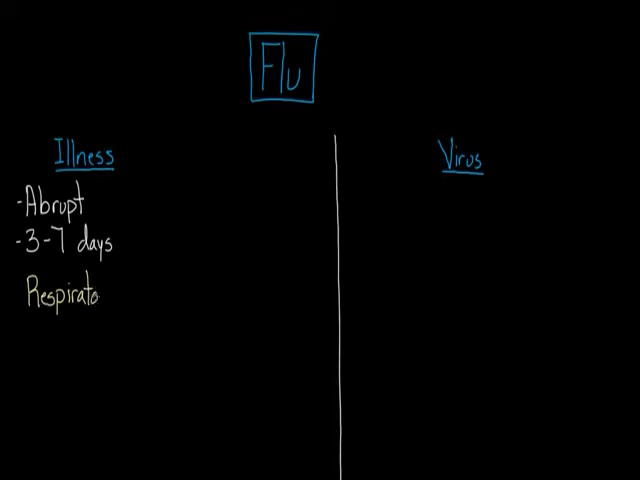 Flu
Illness
- Abrupt
- 3-7 days
Respirato
Virus